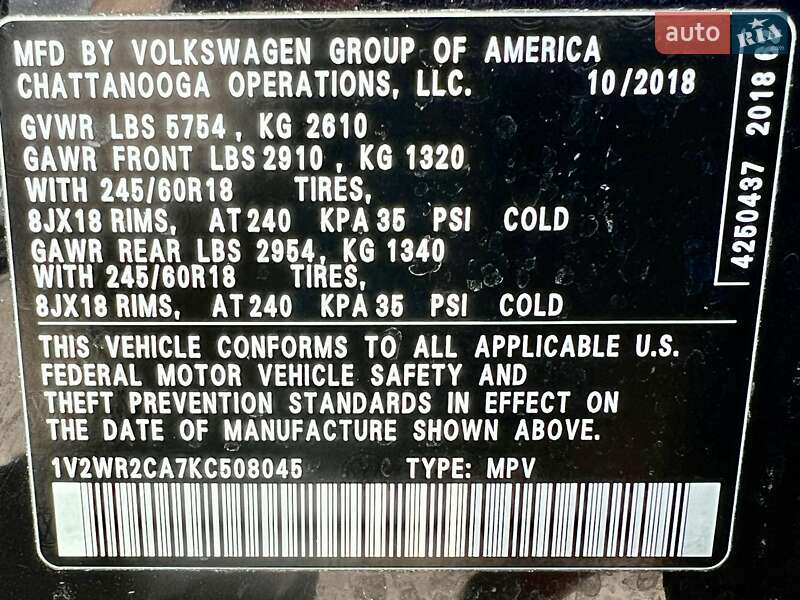 auto RIA
MFD BY VOLKSWAGEN GROUP OF AMERICA
CHATTANOOGA OPERATIONS, LLC. 10/2018
GVWR LBS 5754 , KG 2610
GAWR FRONT LBS 2910 , KG 1320
WITH 245/60R18 TIRES,
8JX18 RIMS, AT 240 KPA 35 PSI COLD
GAWR REAR LBS 2954, KG 1340
WITH 245/60R18 TIRES,
8JX18 RIMS, AT 240 KPA 35 PSI COLD
THIS VEHICLE CONFORMS TO ALL APPLICABLE U.S.
FEDERAL MOTOR VEHICLE SAFETY AND
THEFT PREVENTION STANDARDS IN EFFECT ON
THE DATE OF MANUFACTURE SHOWN ABOVE.
1V2WR2CA7KC508045 TYPE: MPV
4250437 2018